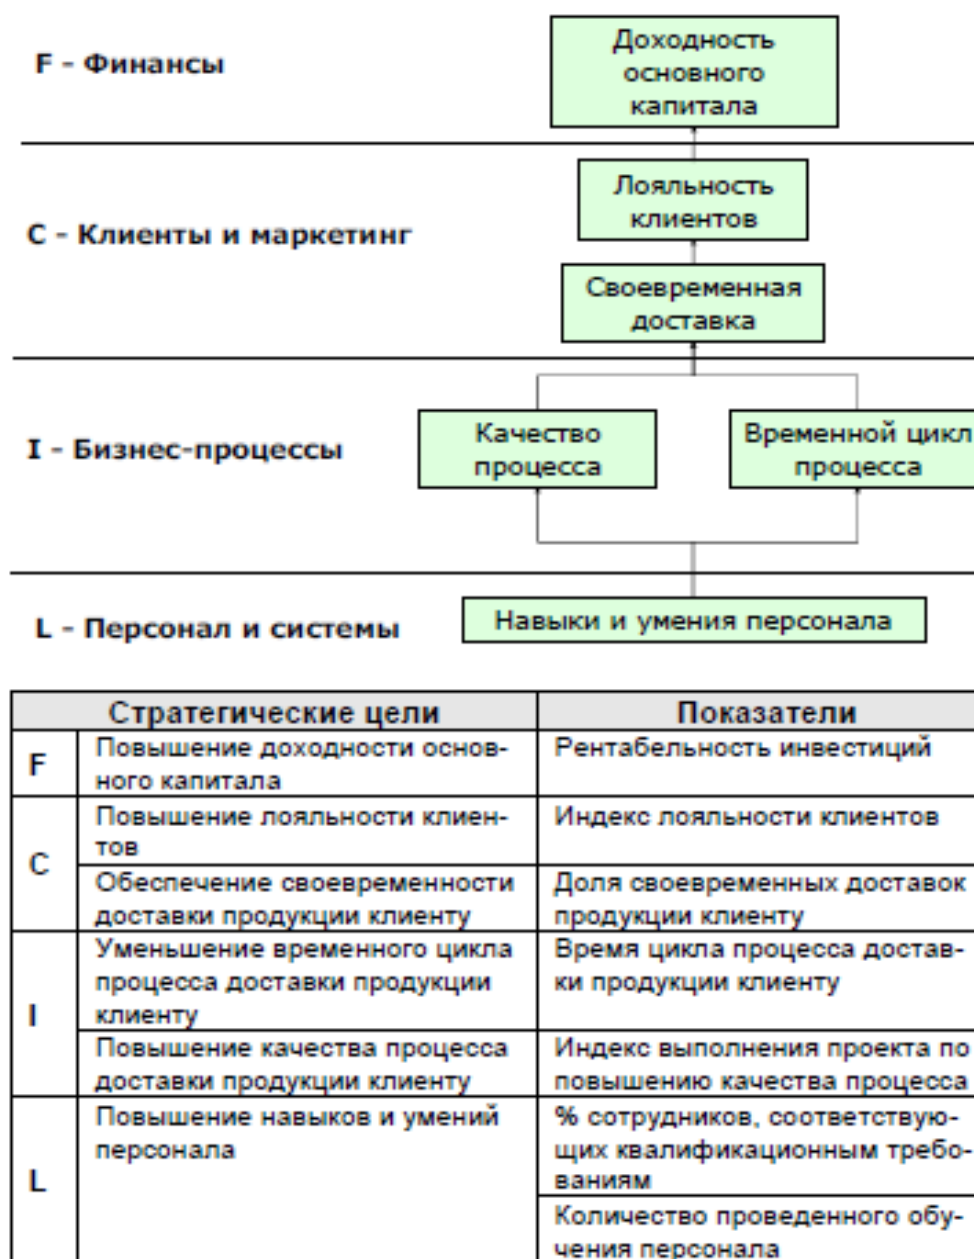 F - Финансы
Доходность
основного
капитала
C - Клиенты и маркетинг
Лояльность
клиентов
Своевременная
доставка
I - Бизнес-процессы
Качество
процесса
Временной цикл
процесса
L - Персонал и системы
Навыки и умения персонала
Стратегические цели
Показатели
F
Повышение доходности основ-
ного капитала
Рентабельность инвестиций
C
Повышение лояльности клиен-
тов
Индекс лояльности клиентов
Обеспечение своевременности
доставки продукции клиенту
Доля своевременных доставок
продукции клиенту
I
Уменьшение временного цикла
процесса доставки продукции
клиенту
Время цикла процесса достав-
ки продукции клиенту
Повышение качества процесса
доставки продукции клиенту
Индекс выполнения проекта по
повышению качества процесса
L
Повышение навыков и умений
персонала
% сотрудников, соответствую-
щих квалификационным требо-
ваниям
Количество проведенного обу-
чения персонала